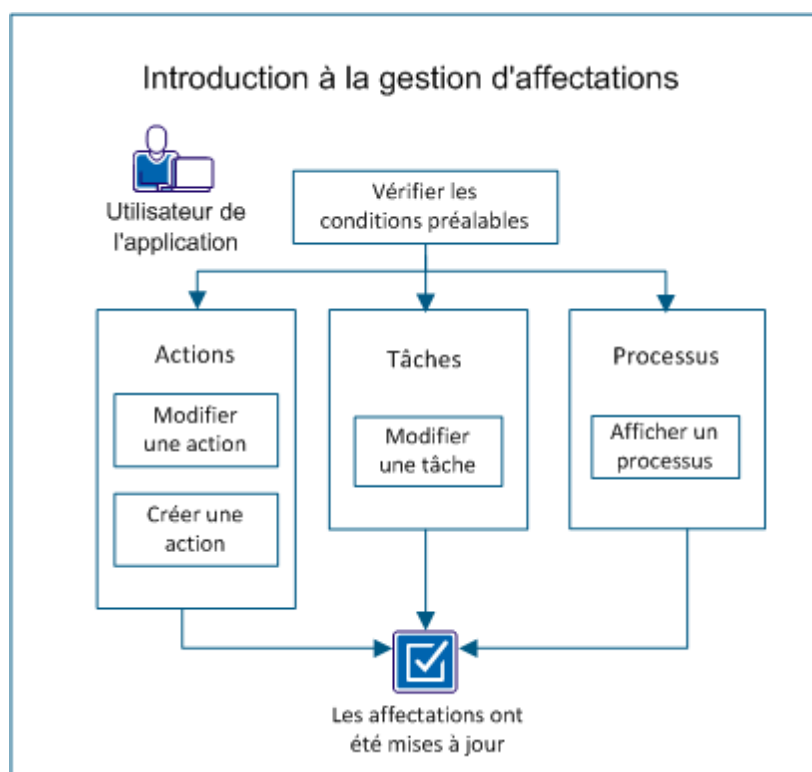 Introduction à la gestion d'affectations
Utilisateur de
l'application
Vérifier les
conditions préalables
Actions
Modifier
une action
Créer une
action
Tâches
Modifier
une tâche
Processus
Afficher un
processus
Les affectations ont
été mises à jour